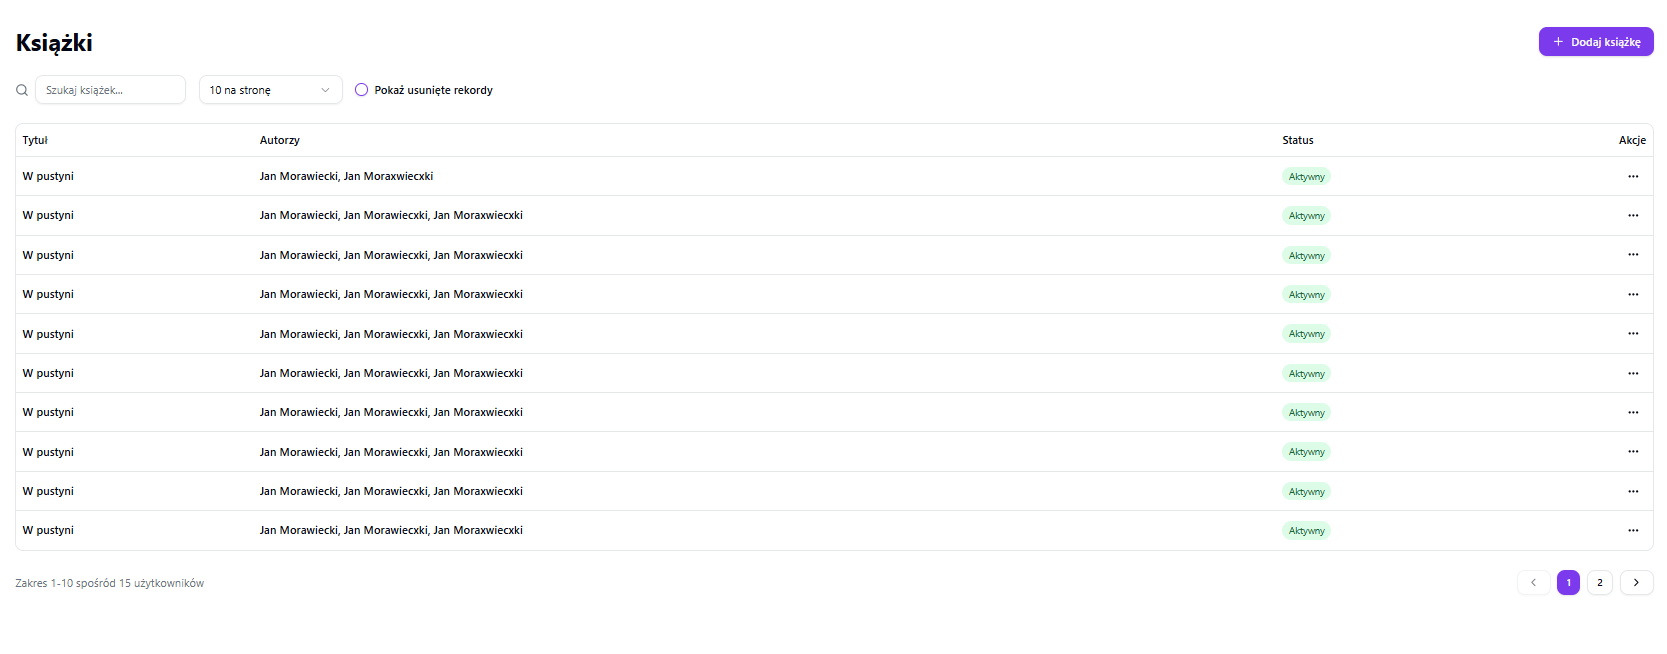 Książki
Dodaj książkę
Szukaj książek...
10 na stronę
Pokaż usunięte rekordy
Tytuł Autorzy Status Akcje
W pustyni Jan Morawiecki, Jan Moraxwiecxki Aktywny
W pustyni Jan Morawiecki, Jan Morawiecxki, Jan Moraxwiecxki Aktywny
W pustyni Jan Morawiecki, Jan Morawiecxki, Jan Moraxwiecxki Aktywny
W pustyni Jan Morawiecki, Jan Morawiecxki, Jan Moraxwiecxki Aktywny
W pustyni Jan Morawiecki, Jan Morawiecxki, Jan Moraxwiecxki Aktywny
W pustyni Jan Morawiecki, Jan Morawiecxki, Jan Moraxwiecxki Aktywny
W pustyni Jan Morawiecki, Jan Morawiecxki, Jan Moraxwiecxki Aktywny
W pustyni Jan Morawiecki, Jan Morawiecxki, Jan Moraxwiecxki Aktywny
W pustyni Jan Morawiecki, Jan Morawiecxki, Jan Moraxwiecxki Aktywny
W pustyni Jan Morawiecki, Jan Morawiecxki, Jan Moraxwiecxki Aktywny
Zakres 1-10 spośród 15 użytkowników
1 2